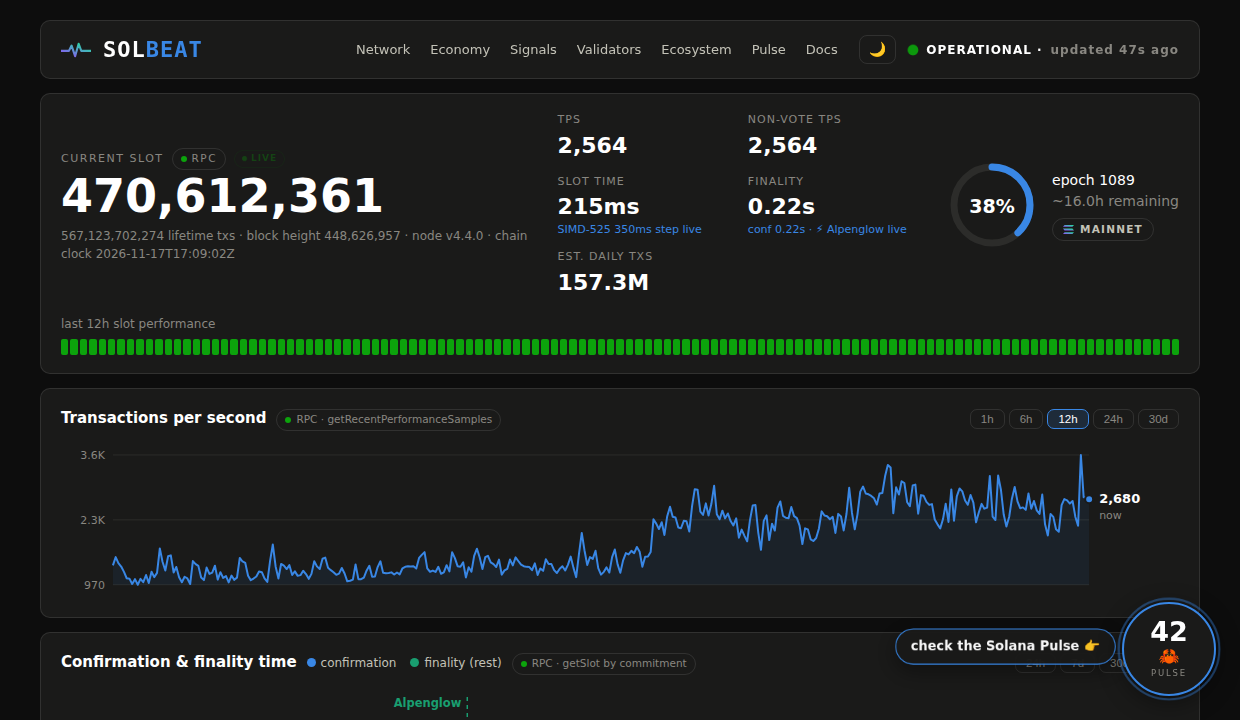 SOLBEAT
Network Economy Signals Validators Ecosystem Pulse Docs
OPERATIONAL · updated 47s ago
CURRENT SLOT RPC LIVE
470,612,361
567,123,702,274 lifetime txs · block height 448,626,957 · node v4.4.0 · chain
clock 2026-11-17T17:09:02Z
TPS
2,564
NON-VOTE TPS
2,564
SLOT TIME
215ms
SIMD-525 350ms step live
FINALITY
0.22s
conf 0.22s · ⚡ Alpenglow live
EST. DAILY TXS
157.3M
38%
epoch 1089
~16.0h remaining
MAINNET
last 12h slot performance
Transactions per second RPC · getRecentPerformanceSamples
1h 6h 12h 24h 30d
3.6K
2.3K
970
2,680
now
Confirmation & finality time confirmation finality (rest) RPC · getSlot by commitment
check the Solana Pulse 👉
42
PULSE
Alpenglow